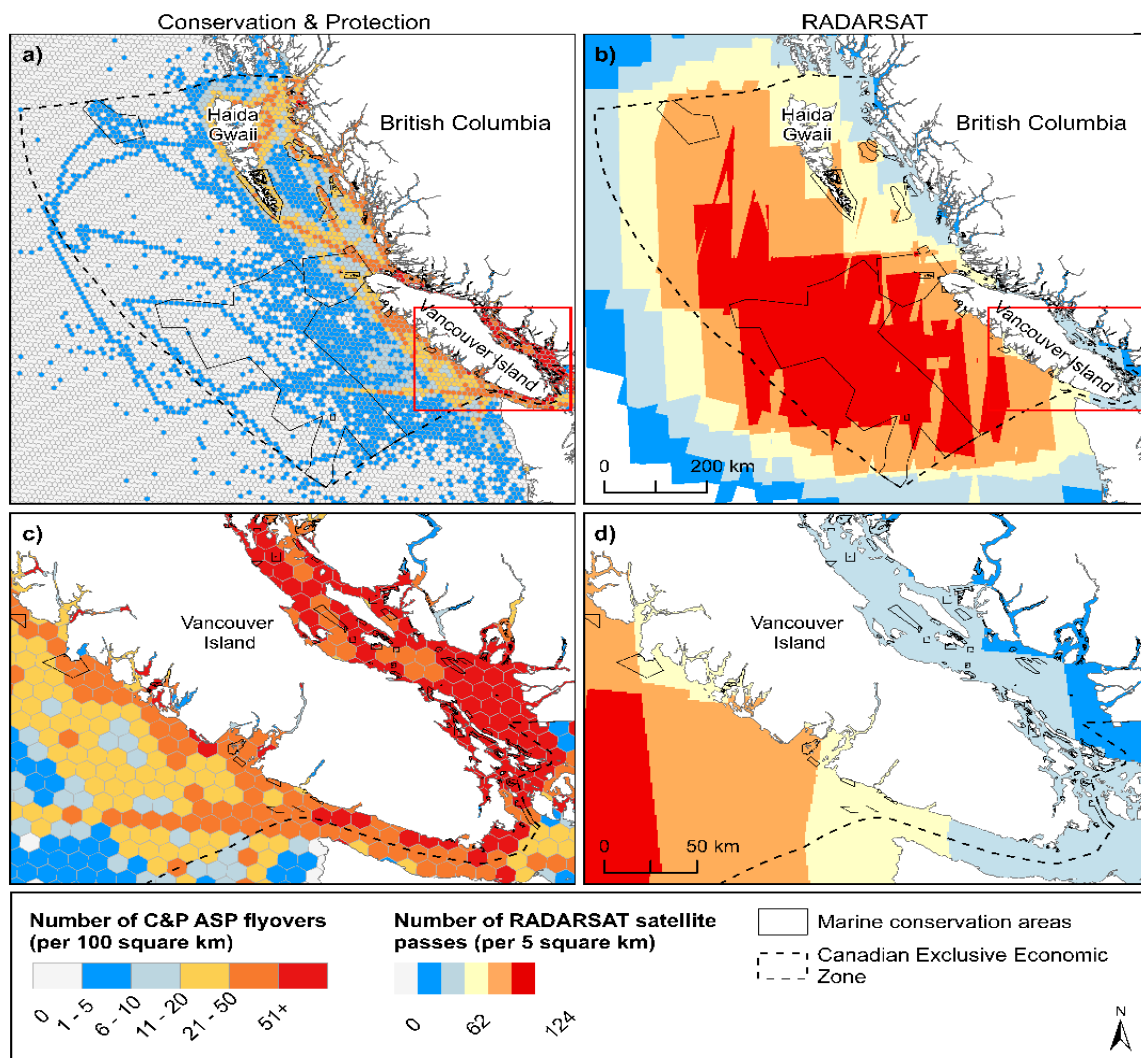 Conservation & Protection
RADARSAT
a)
Haida
Gwaii
British Columbia
Vancouver Island
b)
Haida
Gwaii
British Columbia
Vancouver Island
0 200 km
c)
Vancouver
Island
d)
Vancouver
Island
0 50 km
Number of C&P ASP flyovers
(per 100 square km)
0
1 - 5
6 - 10
11 - 20
21 - 50
51+
Number of RADARSAT satellite
passes (per 5 square km)
0
62
124
Marine conservation areas
Canadian Exclusive Economic
Zone
N